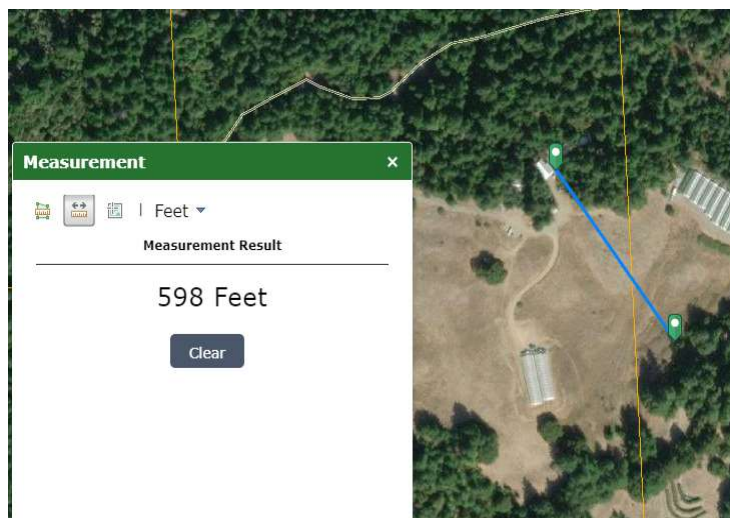 Measurement
Feet
Measurement Result
598 Feet
Clear